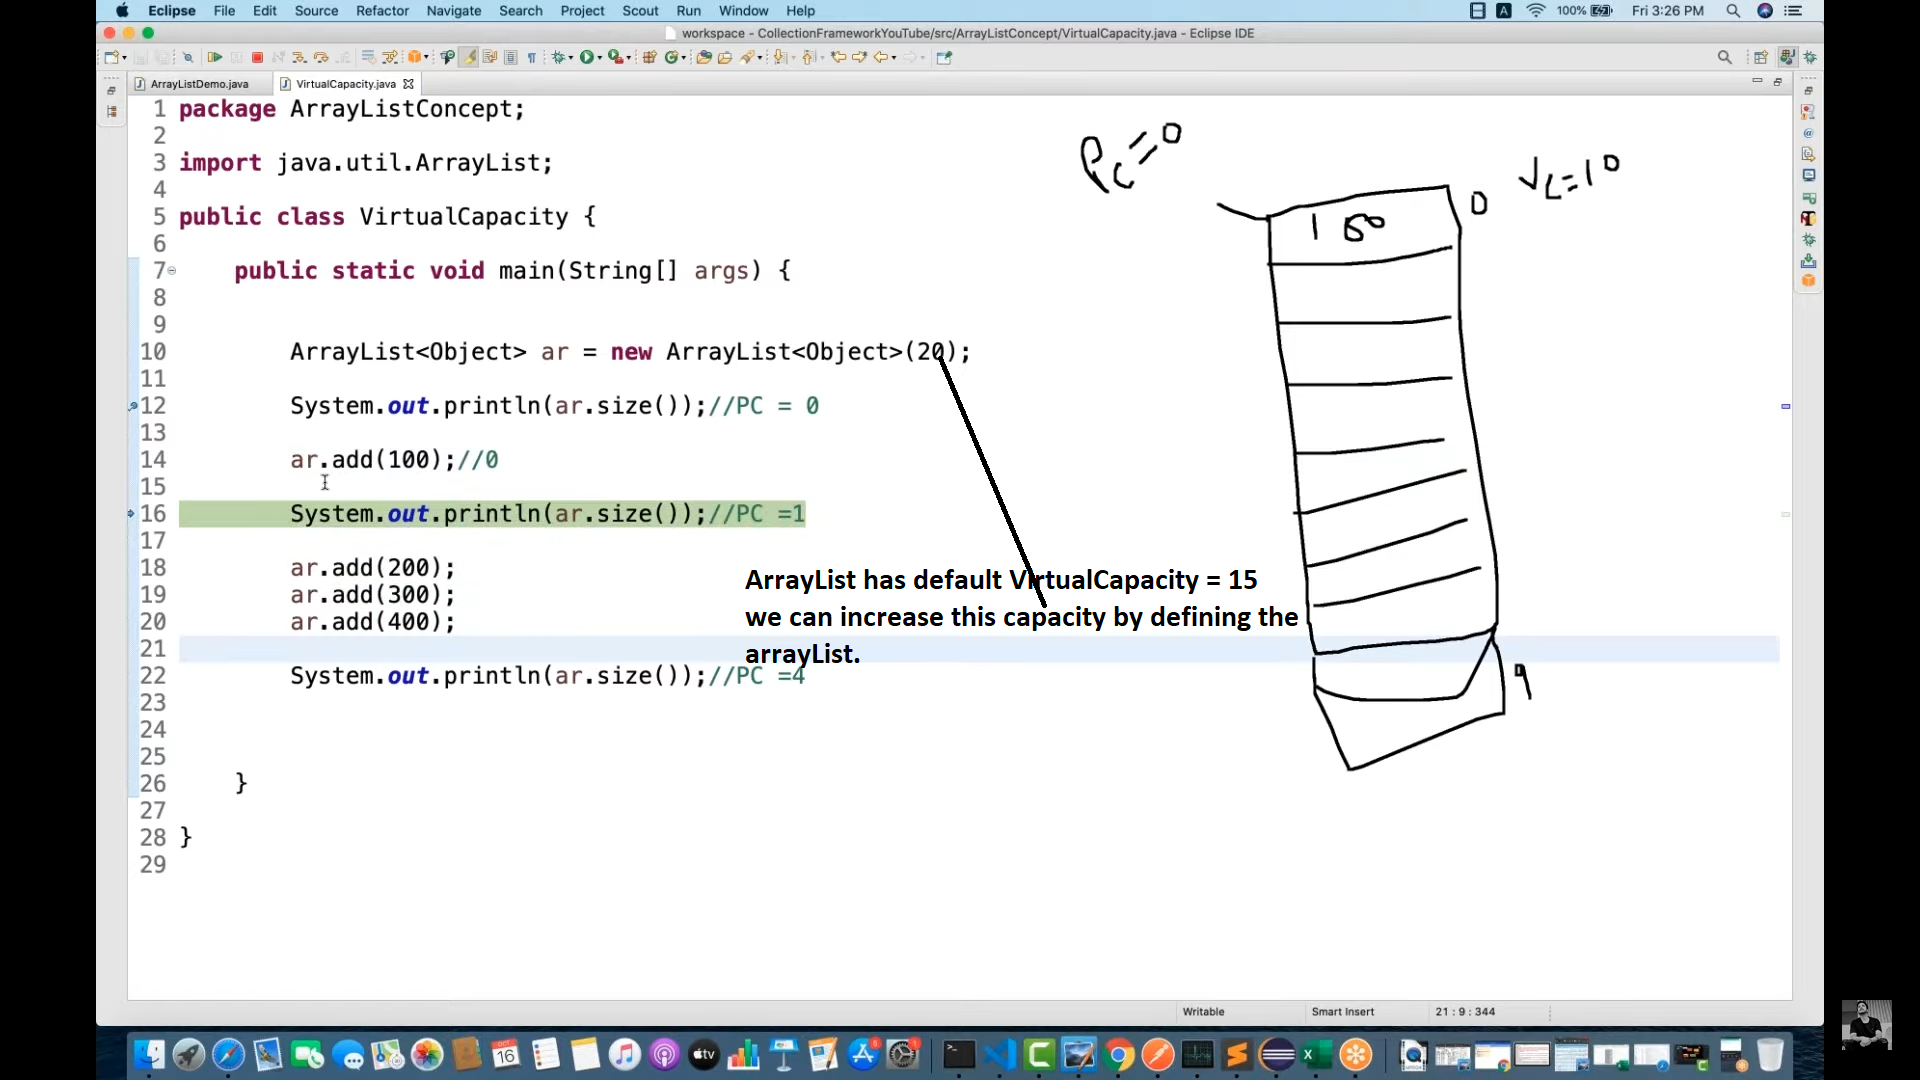 Eclipse File Edit Source Refactor Navigate Search Project Scout Run Window Help A 100% Fri 3:26 PM
workspace - CollectionFrameworkYouTube/src/ArrayListConcept/VirtualCapacity.java - Eclipse IDE
ArrayListDemo.java VirtualCapacity.java
1 package ArrayListConcept;
2
3 import java.util.ArrayList;
4
5 public class VirtualCapacity {
6
7 public static void main(String[] args) {
8
9
10 ArrayList<Object> ar = new ArrayList<Object>(20);
11
12 System.out.println(ar.size());//PC = 0
13
14 ar.add(100);//0
15
16 System.out.println(ar.size());//PC =1
17
18 ar.add(200);
19 ar.add(300);
20 ar.add(400);
21
22 System.out.println(ar.size());//PC =4
23
24
25
26 }
27
28 }
29
ArrayList has default VirtualCapacity = 15
we can increase this capacity by defining the
arrayList.
Pc=0
Vc=10
100
0
9
Writable Smart Insert 21 : 9 : 344
OCT
16
tv